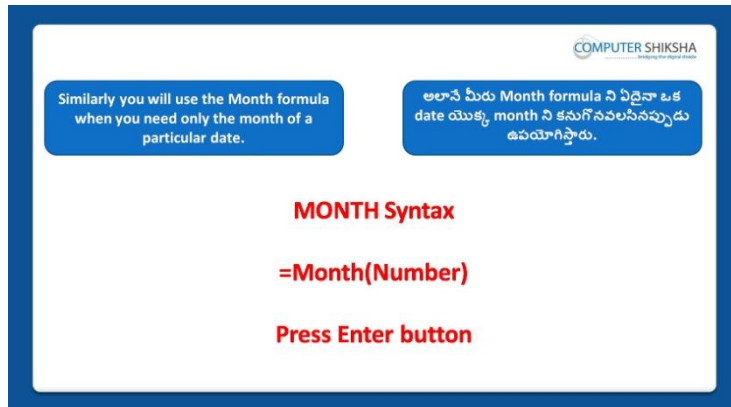 COMPUTER SHIKSHA
bridging the digital divide
Similarly you will use the Month formula
when you need only the month of a
particular date.
అలానే మీరు Month formula ని ఏదైనా ఒక
date యొక్క month ని కనుగొనవలసినప్పుడు
ఉపయోగిస్తారు.
MONTH Syntax
=Month(Number)
Press Enter button